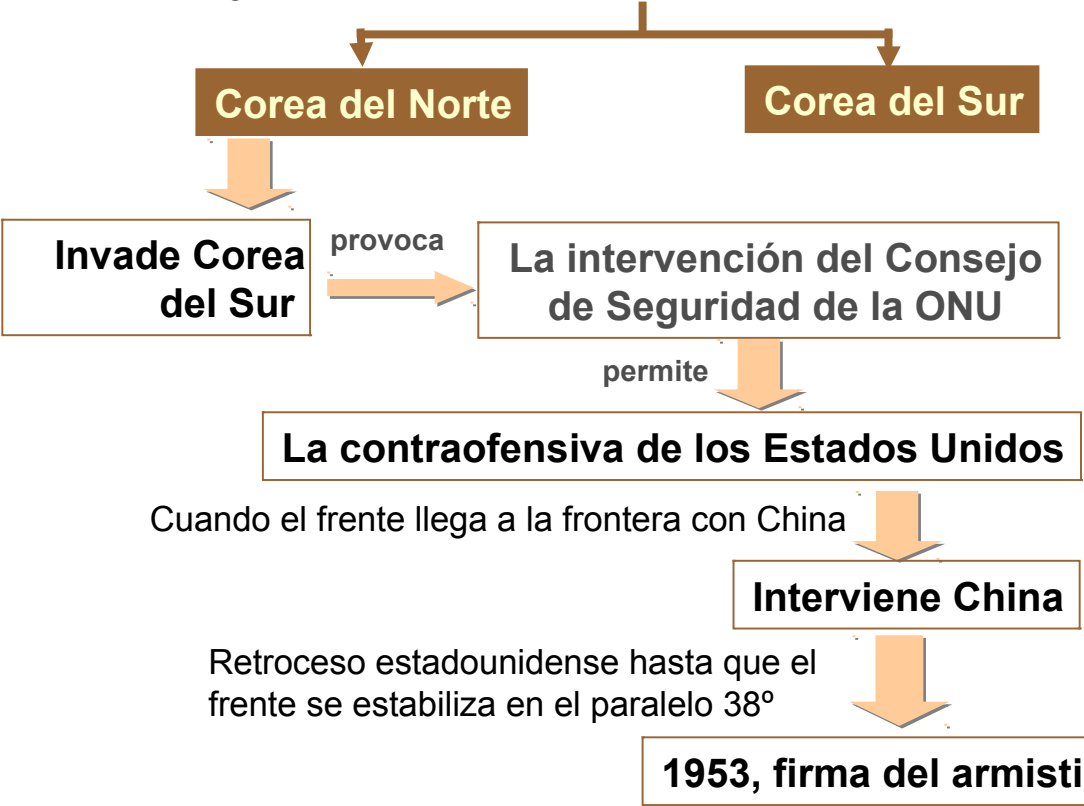 Corea del Norte
Corea del Sur
Invade Corea
del Sur
provoca
La intervención del Consejo
de Seguridad de la ONU
permite
La contraofensiva de los Estados Unidos
Cuando el frente llega a la frontera con China
Interviene China
Retroceso estadounidense hasta que el
frente se estabiliza en el paralelo 38º
1953, firma del armisti